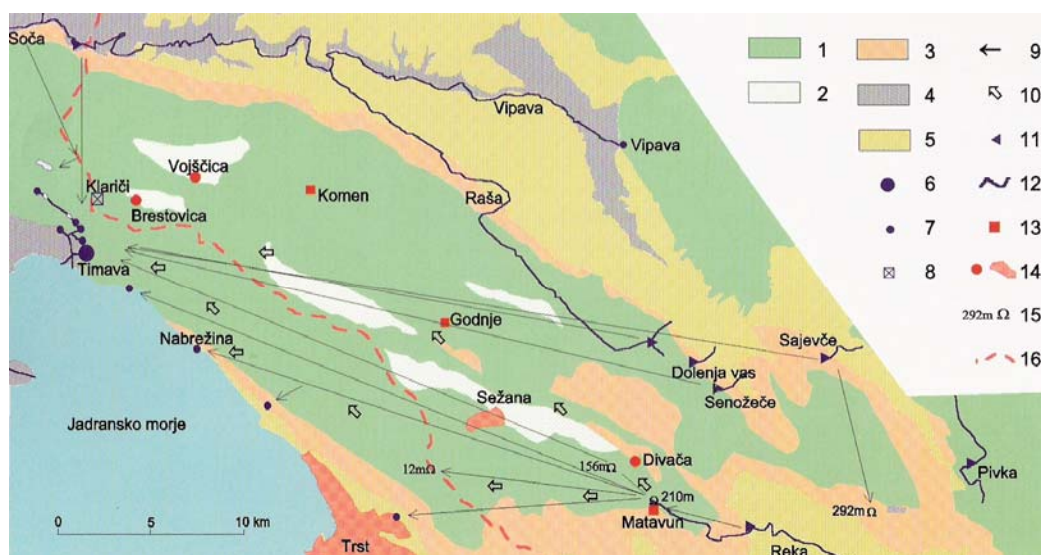 Soča
Vipava
Vipava
Vojščica
Klariči
Komen
Raša
Brestovica
Timava
Godnje
Nabrežina
Sajevče
Dolenja vas
Senožeče
Sežana
Jadransko morje
Divača
Pivka
12mΩ
156mΩ
210m
292m Ω
Matavun
Reka
Trst
0 5 10 km
1
2
3
4
5
6
7
8
9
10
11
12
13
14
292m Ω 15
16